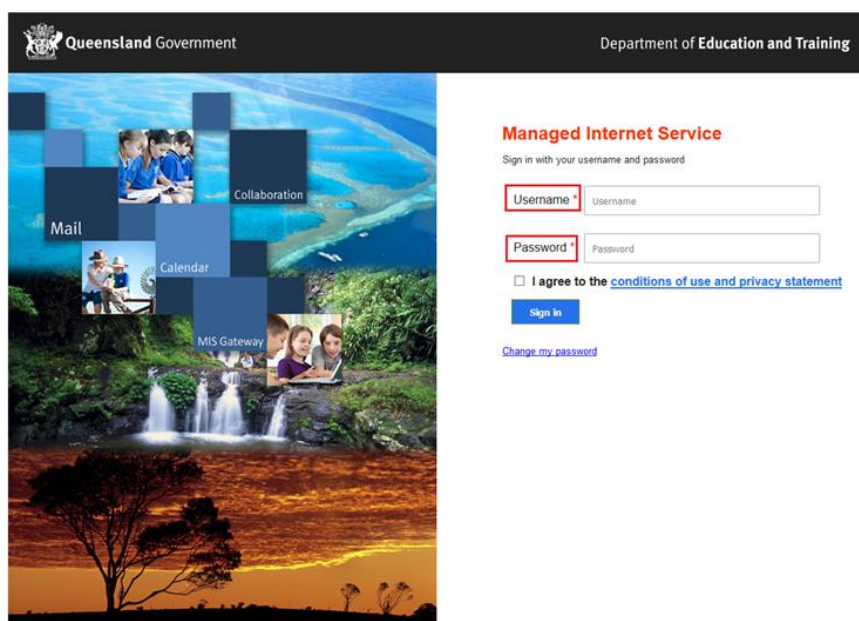 Queensland Government
Department of Education and Training
Mail
Collaboration
Calendar
MIS Gateway
Managed Internet Service
Sign in with your username and password
Username * Username
Password * Password
I agree to the conditions of use and privacy statement
Sign in
Change my password